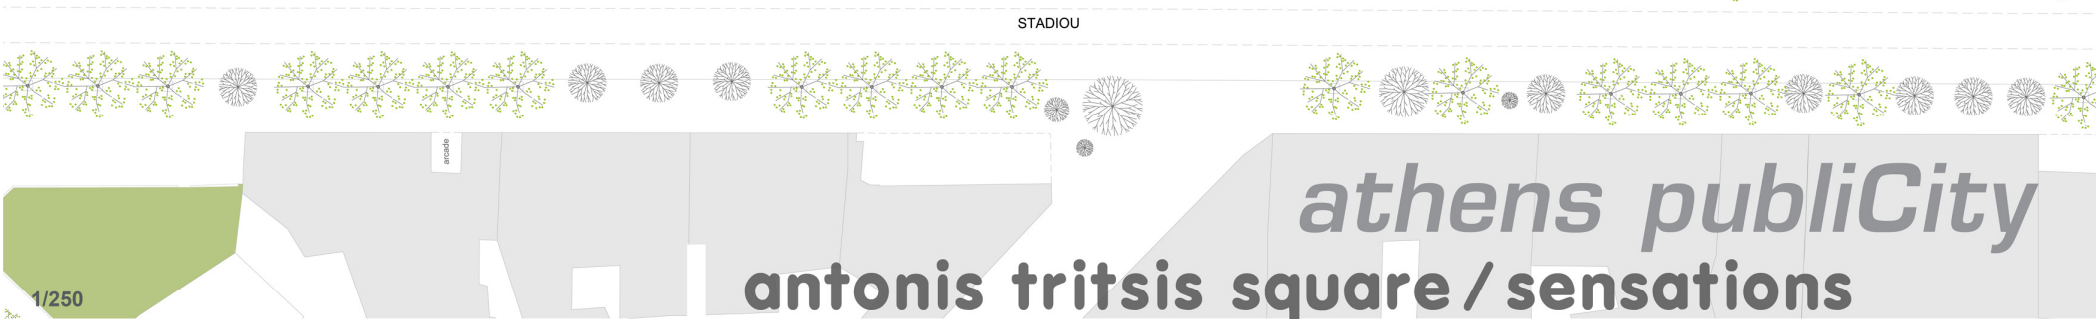 STADIOU
arcade
athens publiCity
antonis tritsis square / sensations
1/250